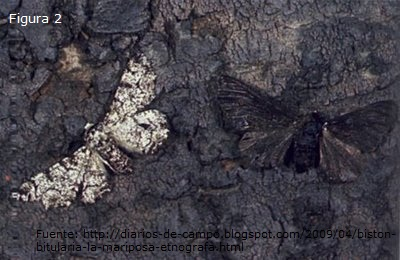 Figura 2
Fuente: http://diarios-de-campo.blogspot.com/2009/04/biston-
bitularia-la-mariposa-etnografa.html